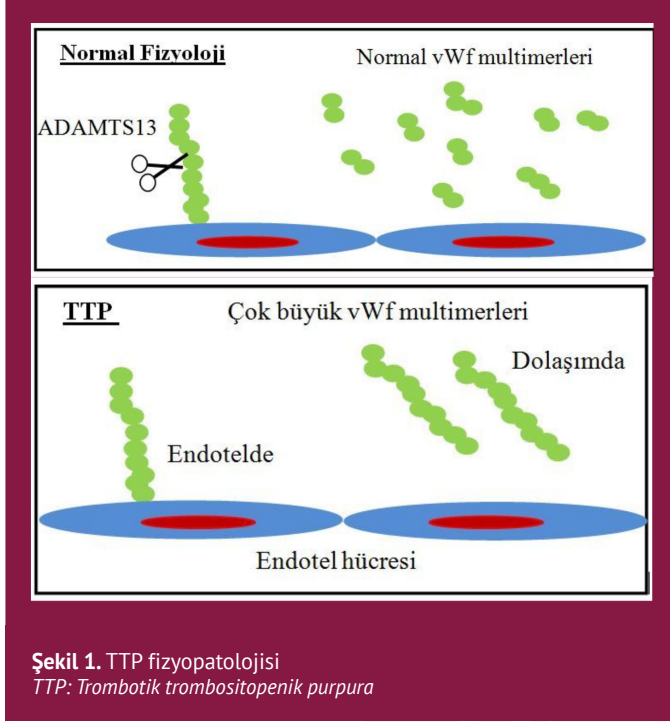 Normal Fizyoloji
Normal vWf multimerleri
ADAMTS13
TTP
Çok büyük vWf multimerleri
Dolaşımda
Endotelde
Endotel hücresi
Şekil 1. TTP fizyopatolojisi
TTP: Trombotik trombositopenik purpura